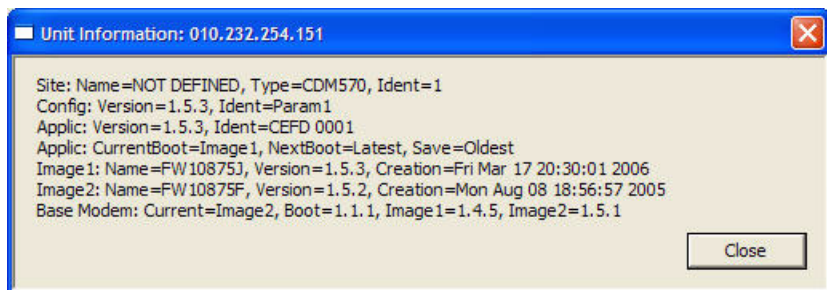 Unit Information: 010.232.254.151
Site: Name=NOT DEFINED, Type=CDM570, Ident=1
Config: Version=1.5.3, Ident=Param1
Applic: Version=1.5.3, Ident=CEFD 0001
Applic: CurrentBoot=Image1, NextBoot=Latest, Save=Oldest
Image1: Name=FW10875J, Version=1.5.3, Creation=Fri Mar 17 20:30:01 2006
Image2: Name=FW10875F, Version=1.5.2, Creation=Mon Aug 08 18:56:57 2005
Base Modem: Current=Image2, Boot=1.1.1, Image1=1.4.5, Image2=1.5.1
Close